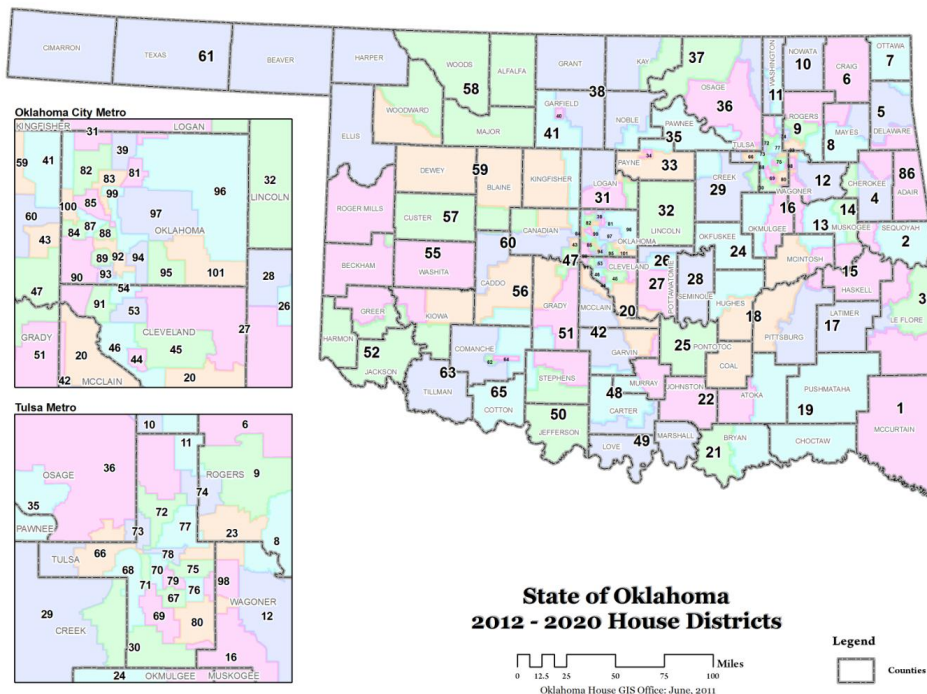 CIMARRON
TEXAS
61
BEAVER
HARPER
WOODS
58
ALFALFA
GRANT
38
KAY
37
OSAGE
36
WASHINGTON
11
NOWATA
10
CRAIG
6
OTTAWA
7
WOODWARD
MAJOR
GARFIELD
40
41
NOBLE
PAWNEE
35
TULSA
ROGERS
9
MAYES
8
5
DELAWARE
ELLIS
DEWEY
59
BLAINE
KINGFISHER
LOGAN
31
PAYNE
34
33
CREEK
29
WAGONER
12
CHEROKEE
4
86
ADAIR
ROGER MILLS
CUSTER
57
CANADIAN
60
OKLAHOMA
LINCOLN
32
OKFUSKEE
24
OKMULGEE
16
13
14
MUSKOGEE
SEQUOYAH
2
BECKHAM
55
WASHITA
CADDO
56
47
CLEVELAND
20
26
27
POTTAWATOMIE
28
SEMINOLE
HUGHES
18
MCINTOSH
15
HASKELL
3
LE FLORE
GREER
KIOWA
GRADY
51
MCCLAIN
42
GARVIN
25
PONTOTOC
PITTSBURG
17
LATIMER
HARMON
52
JACKSON
COMANCHE
62
64
63
TILLMAN
65
COTTON
STEPHENS
50
JEFFERSON
48
CARTER
MURRAY
JOHNSTON
22
COAL
ATOKA
PUSHMATAHA
19
1
MCCURTAIN
LOVE
49
MARSHALL
BRYAN
21
CHOCTAW
Oklahoma City Metro
KINGFISHER
31
LOGAN
59
41
82
39
83
81
99
96
32
LINCOLN
60
100
85
87
84
88
97
OKLAHOMA
43
89
92
94
93
95
101
28
90
54
47
91
53
26
27
GRADY
51
20
46
44
CLEVELAND
45
20
42
MCCLAIN
Tulsa Metro
10
6
11
OSAGE
36
ROGERS
9
74
35
72
PAWNEE
73
77
23
8
TULSA
66
78
68
70
75
71
79
76
98
67
WAGONER
29
12
69
80
CREEK
30
16
24
OKMULGEE
MUSKOGEE
State of Oklahoma
2012 - 2020 House Districts
0 12.5 25 50 75 100
Miles
Oklahoma House GIS Office: June, 2011
Legend
Counties